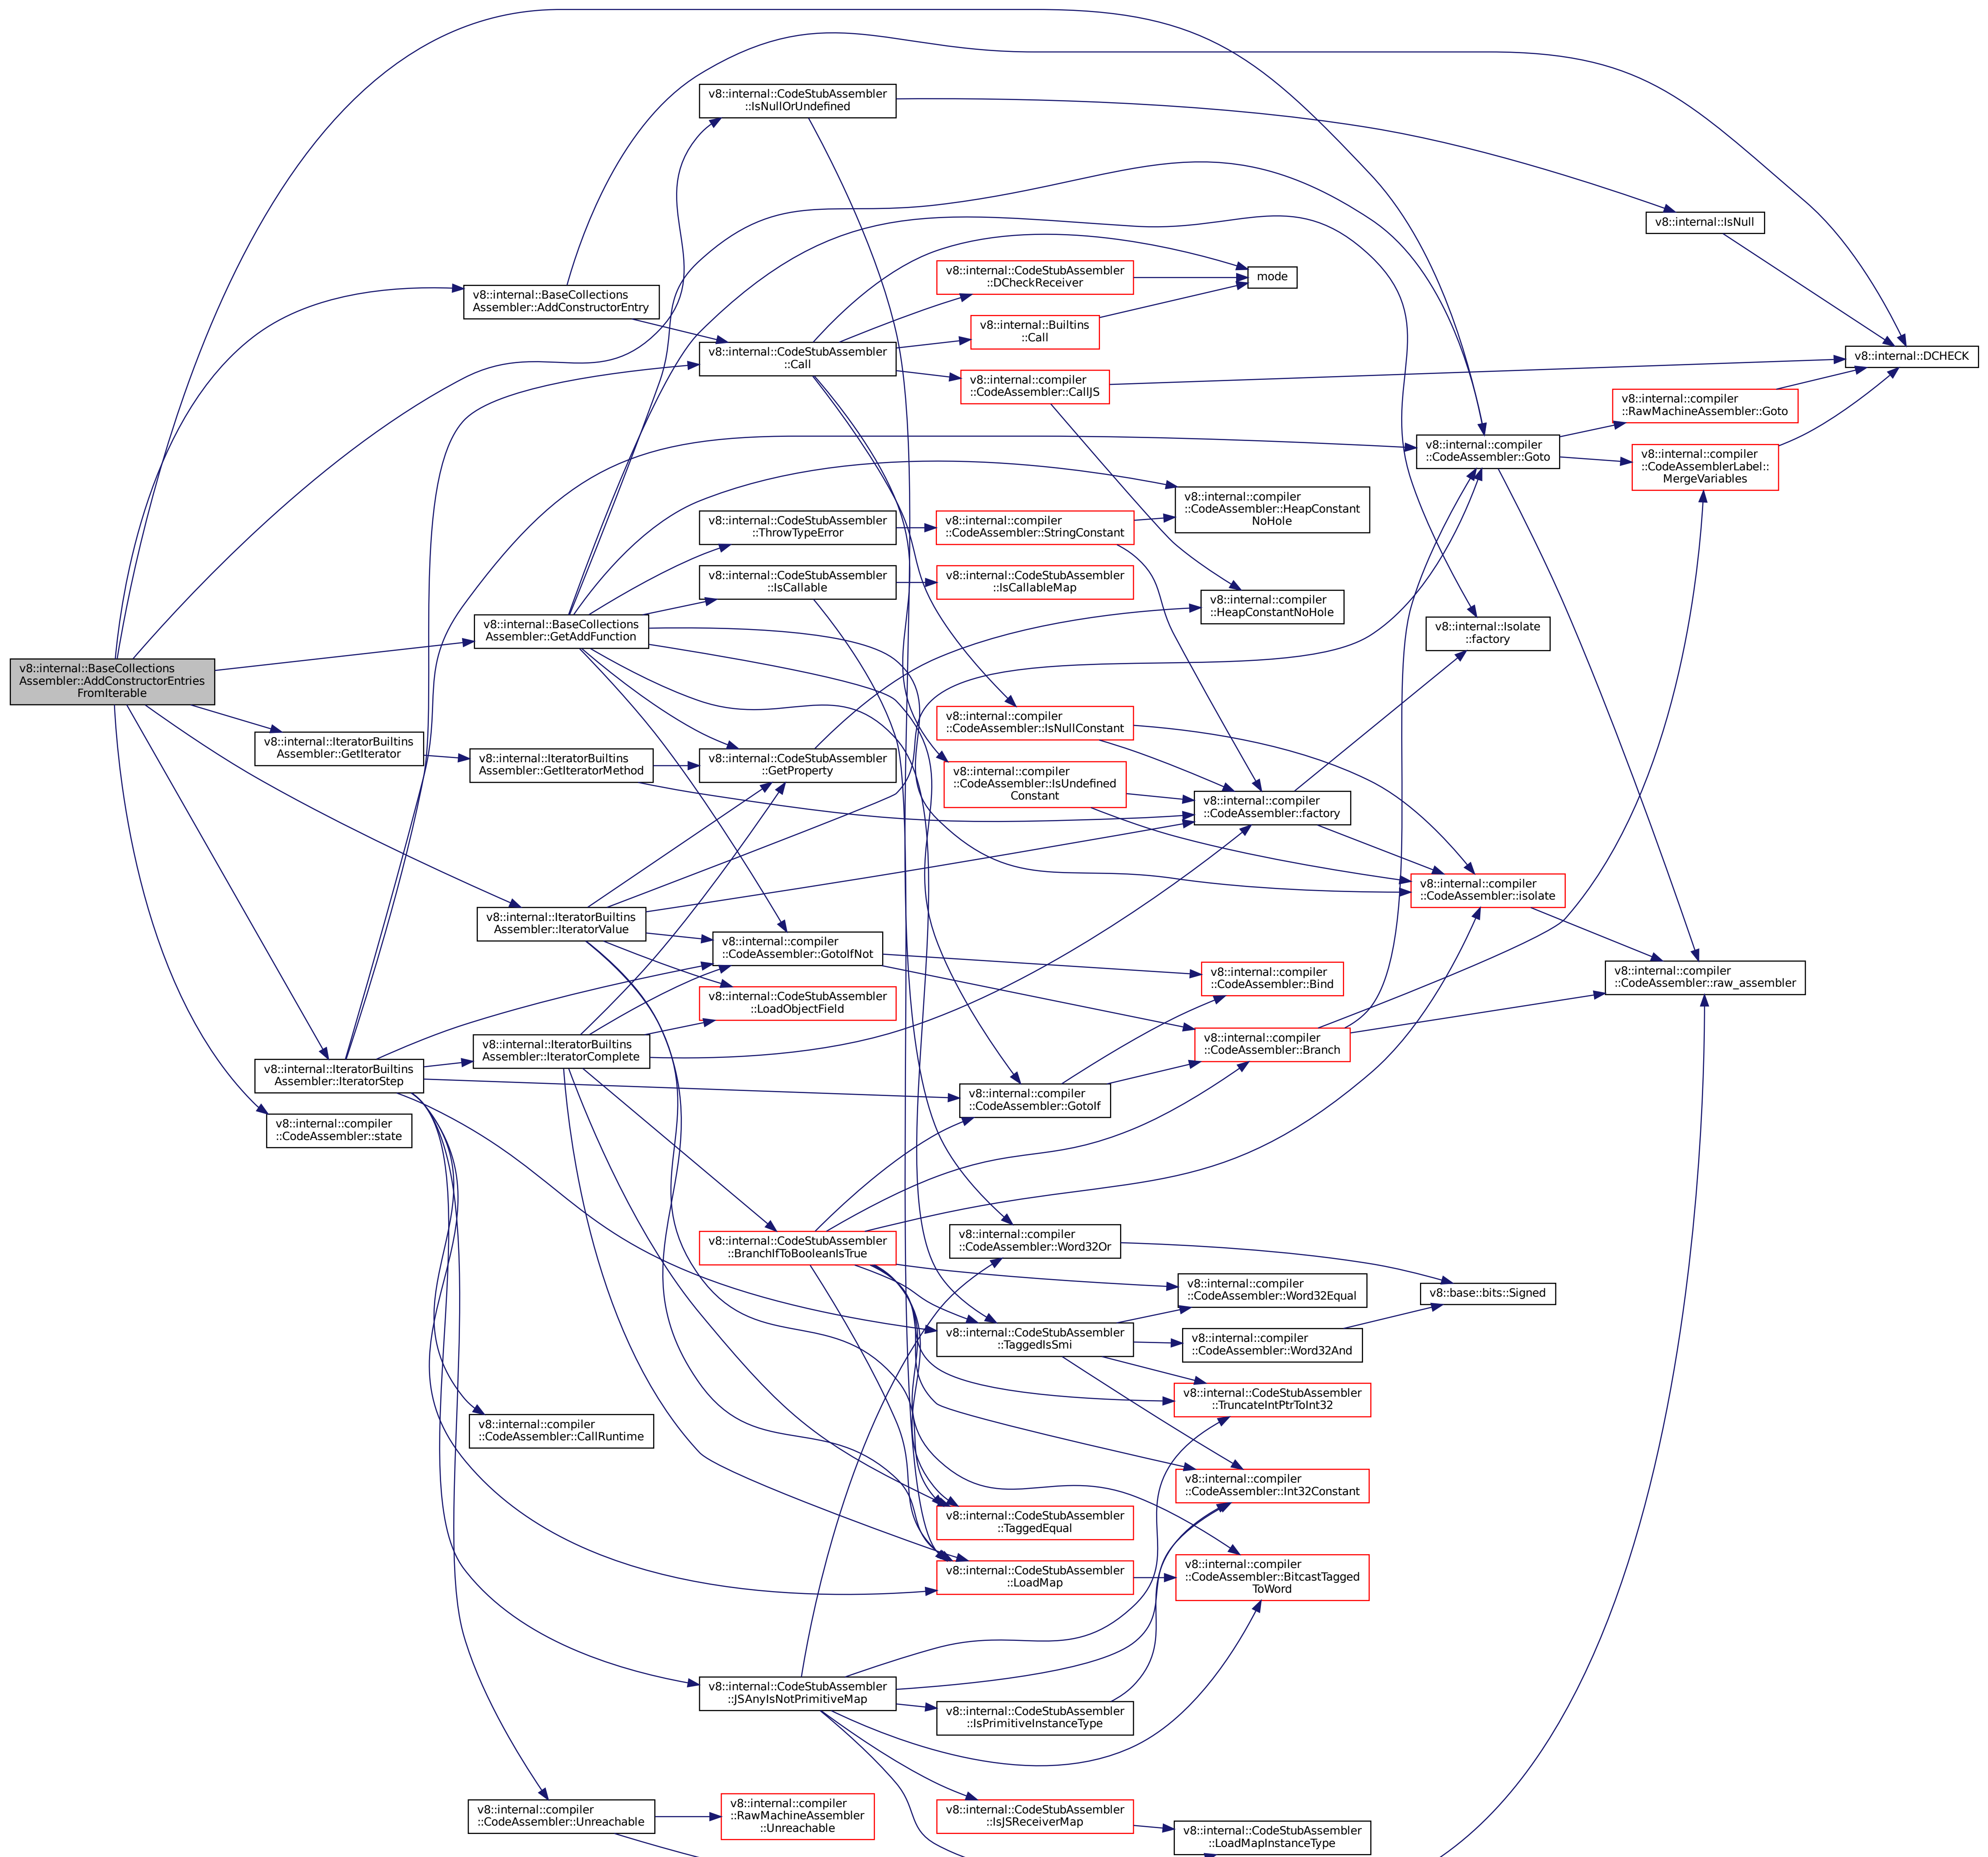 v8::internal::CodeStubAssembler
::IsNullOrUndefined
v8::internal::IsNull
v8::internal::CodeStubAssembler
::DCheckReceiver
mode
v8::internal::BaseCollections
Assembler::AddConstructorEntry
v8::internal::Builtins
::Call
v8::internal::CodeStubAssembler
::Call
v8::internal::DCHECK
v8::internal::compiler
::CodeAssembler::CallJS
v8::internal::compiler
::RawMachineAssembler::Goto
v8::internal::compiler
::CodeAssembler::Goto
v8::internal::compiler
::CodeAssemblerLabel::
MergeVariables
v8::internal::compiler
::CodeAssembler::HeapConstant
NoHole
v8::internal::CodeStubAssembler
::ThrowTypeError
v8::internal::compiler
::CodeAssembler::StringConstant
v8::internal::CodeStubAssembler
::IsCallable
v8::internal::CodeStubAssembler
::IsCallableMap
v8::internal::compiler
::HeapConstantNoHole
v8::internal::BaseCollections
Assembler::GetAddFunction
v8::internal::Isolate
::factory
v8::internal::BaseCollections
Assembler::AddConstructorEntries
FromIterable
v8::internal::compiler
::CodeAssembler::IsNullConstant
v8::internal::IteratorBuiltins
Assembler::GetIterator
v8::internal::IteratorBuiltins
Assembler::GetIteratorMethod
v8::internal::CodeStubAssembler
::GetProperty
v8::internal::compiler
::CodeAssembler::IsUndefined
Constant
v8::internal::compiler
::CodeAssembler::factory
v8::internal::compiler
::CodeAssembler::isolate
v8::internal::IteratorBuiltins
Assembler::IteratorValue
v8::internal::compiler
::CodeAssembler::GotoIfNot
v8::internal::compiler
::CodeAssembler::Bind
v8::internal::compiler
::CodeAssembler::raw_assembler
v8::internal::CodeStubAssembler
::LoadObjectField
v8::internal::IteratorBuiltins
Assembler::IteratorComplete
v8::internal::compiler
::CodeAssembler::Branch
v8::internal::IteratorBuiltins
Assembler::IteratorStep
v8::internal::compiler
::CodeAssembler::GotoIf
v8::internal::compiler
::CodeAssembler::state
v8::internal::CodeStubAssembler
::BranchIfToBooleanIsTrue
v8::internal::compiler
::CodeAssembler::Word32Or
v8::internal::compiler
::CodeAssembler::Word32Equal
v8::base::bits::Signed
v8::internal::CodeStubAssembler
::TaggedIsSmi
v8::internal::compiler
::CodeAssembler::Word32And
v8::internal::CodeStubAssembler
::TruncateIntPtrToInt32
v8::internal::compiler
::CodeAssembler::CallRuntime
v8::internal::compiler
::CodeAssembler::Int32Constant
v8::internal::CodeStubAssembler
::TaggedEqual
v8::internal::CodeStubAssembler
::LoadMap
v8::internal::compiler
::CodeAssembler::BitcastTagged
ToWord
v8::internal::CodeStubAssembler
::JSAnyIsNotPrimitiveMap
v8::internal::CodeStubAssembler
::IsPrimitiveInstanceType
v8::internal::compiler
::CodeAssembler::Unreachable
v8::internal::compiler
::RawMachineAssembler
::Unreachable
v8::internal::CodeStubAssembler
::IsJSReceiverMap
v8::internal::CodeStubAssembler
::LoadMapInstanceType